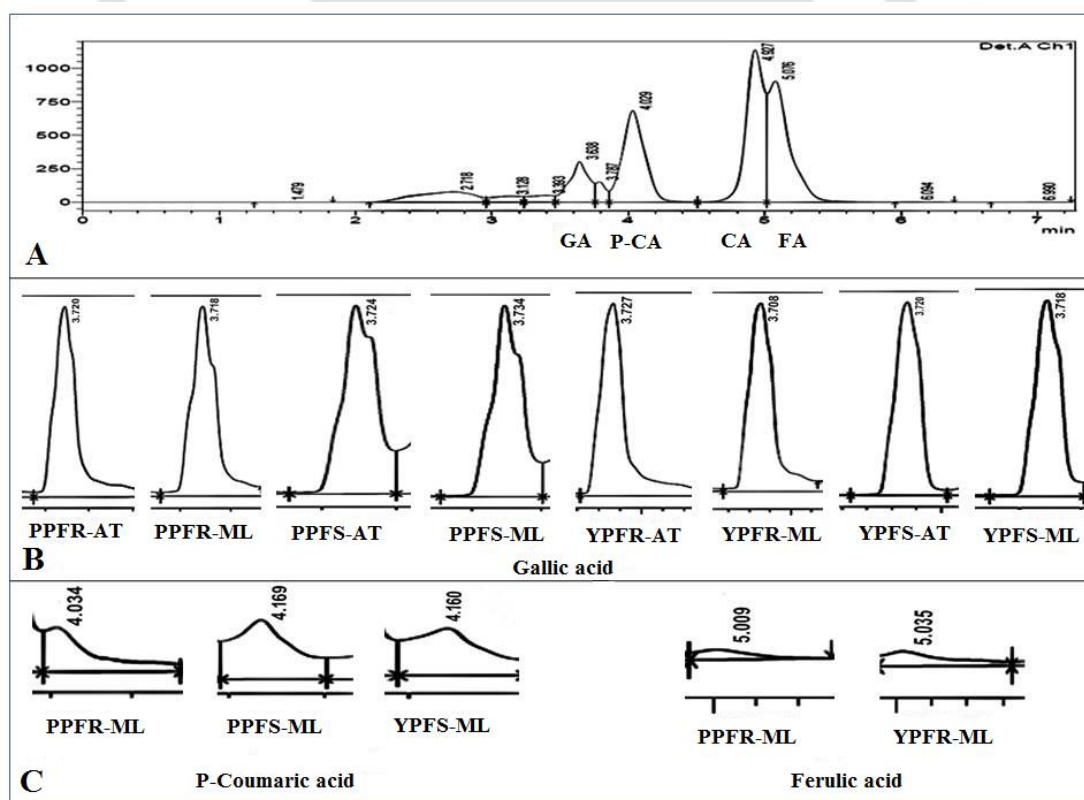 Det.A Ch1
1000
750
500
250
0
1.479
2.718
3.128
3.393
3.638
3.787
4.029
4.927
5.076
6.094
6.990
0 1 2 3 4 5 6 7
min
GA P-CA CA FA
A
3.720 3.718 3.724 3.734 3.727 3.708 3.720 3.718
PPFR-AT PPFR-ML PPFS-AT PPFS-ML YPFR-AT YPFR-ML YPFS-AT YPFS-ML
B
Gallic acid
4.034 4.169 4.160 5.009 5.035
PPFR-ML PPFS-ML YPFS-ML PPFR-ML YPFR-ML
C
P-Coumaric acid Ferulic acid